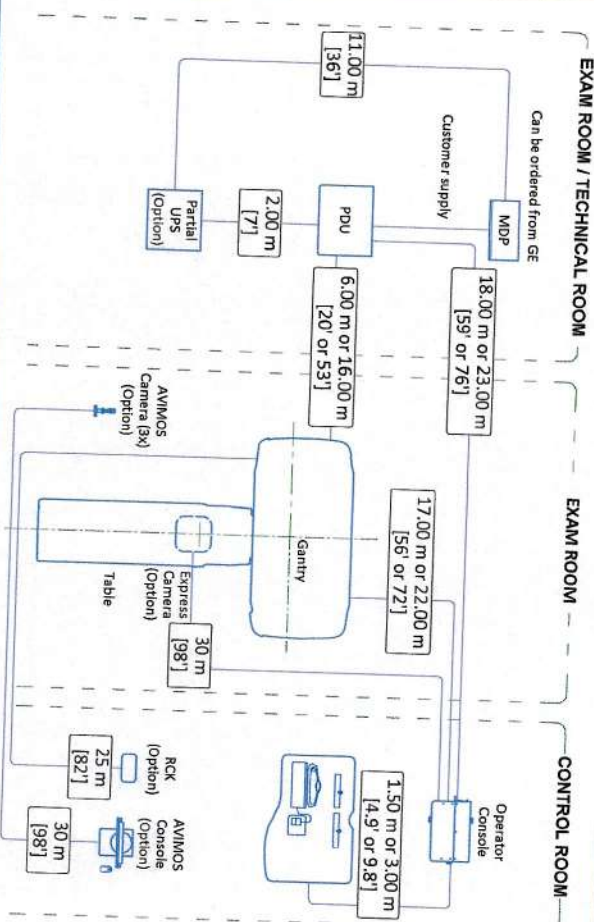 EXAM ROOM / TECHNICAL ROOM
EXAM ROOM
CONTROL ROOM
Can be ordered from GE
MDP
Customer supply
11.00 m
[36']
PDU
2.00 m
[7']
Partial
UPS
(Option)
18.00 m or 23.00 m
[59' or 76']
6.00 m or 16.00 m
[20' or 53']
17.00 m or 22.00 m
[56' or 72']
Gantry
AVIMOS
Camera (3x)
(Option)
Express
Camera
(Option)
Table
30 m
[98']
Operator
Console
1.50 m or 3.00 m
[4.9' or 9.8']
RCK
(Option)
25 m
[82']
AVIMOS
Console
(Option)
30 m
[98']